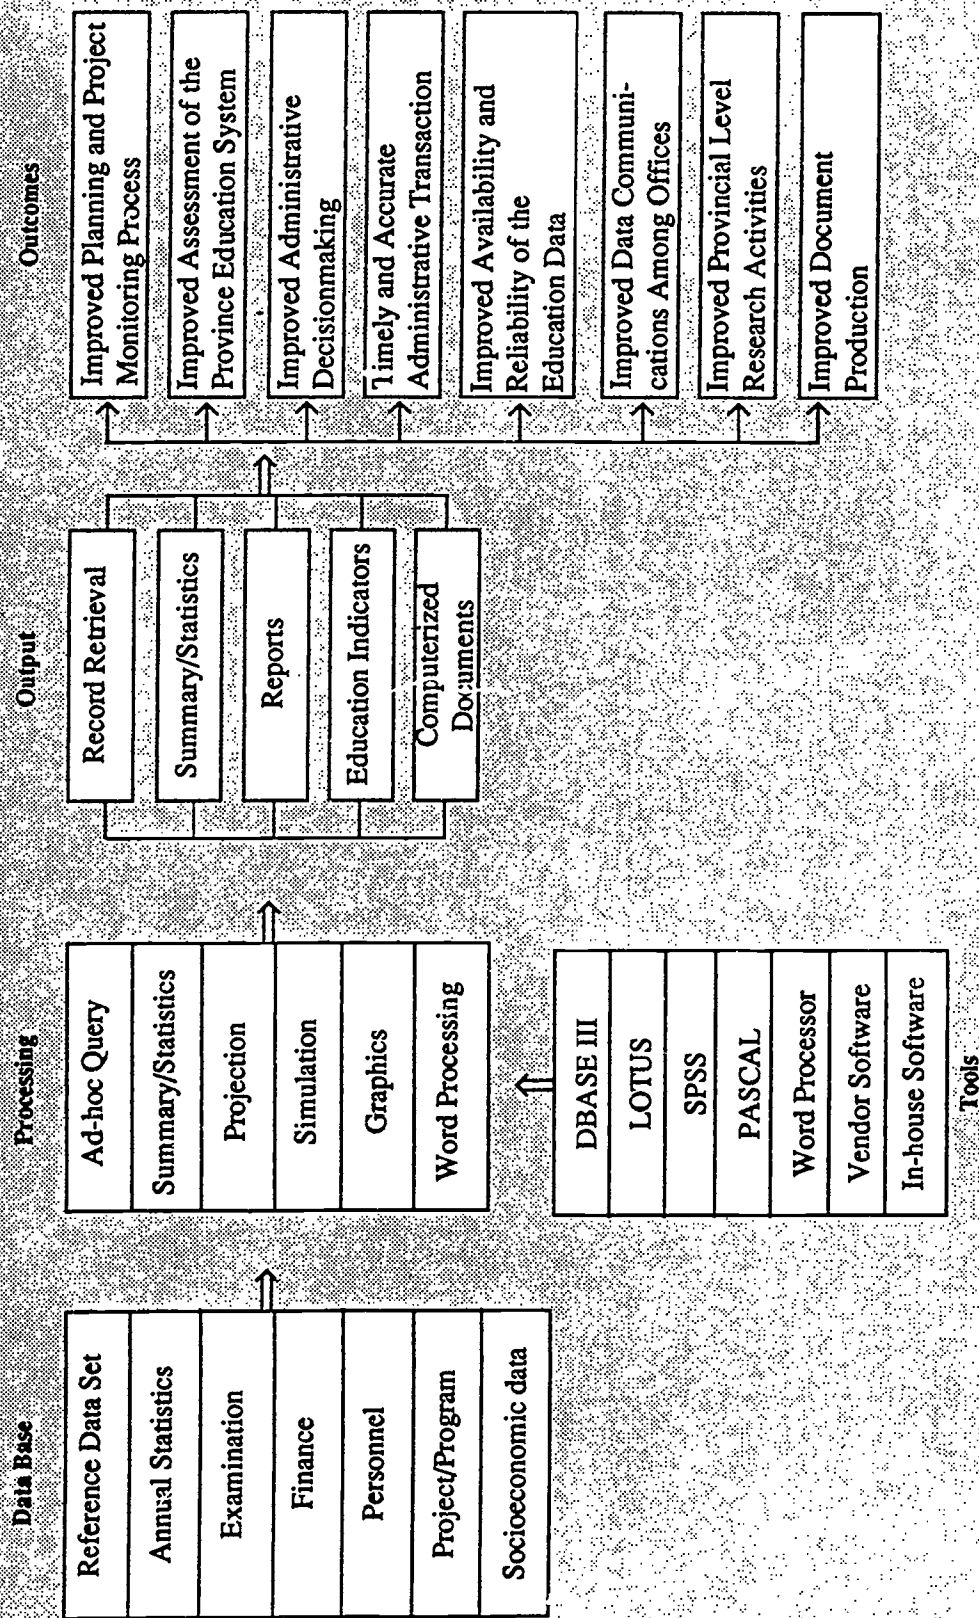 Data Base
Reference Data Set
Annual Statistics
Examination
Finance
Personnel
Project/Program
Socioeconomic data
Processing
Ad-hoc Query
Summary/Statistics
Projection
Simulation
Graphics
Word Processing
DBASE III
LOTUS
SPSS
PASCAL
Word Processor
Vendor Software
In-house Software
Tools
Output
Record Retrieval
Summary/Statistics
Reports
Education Indicators
Computerized
Documents
Outcomes
Improved Planning and Project
Monitoring Process
Improved Assessment of the
Province Education System
Improved Administrative
Decisionmaking
Timely and Accurate
Administrative Transaction
Improved Availability and
Reliability of the
Education Data
Improved Data Communi-
cations Among Offices
Improved Provincial Level
Research Activities
Improved Document
Production